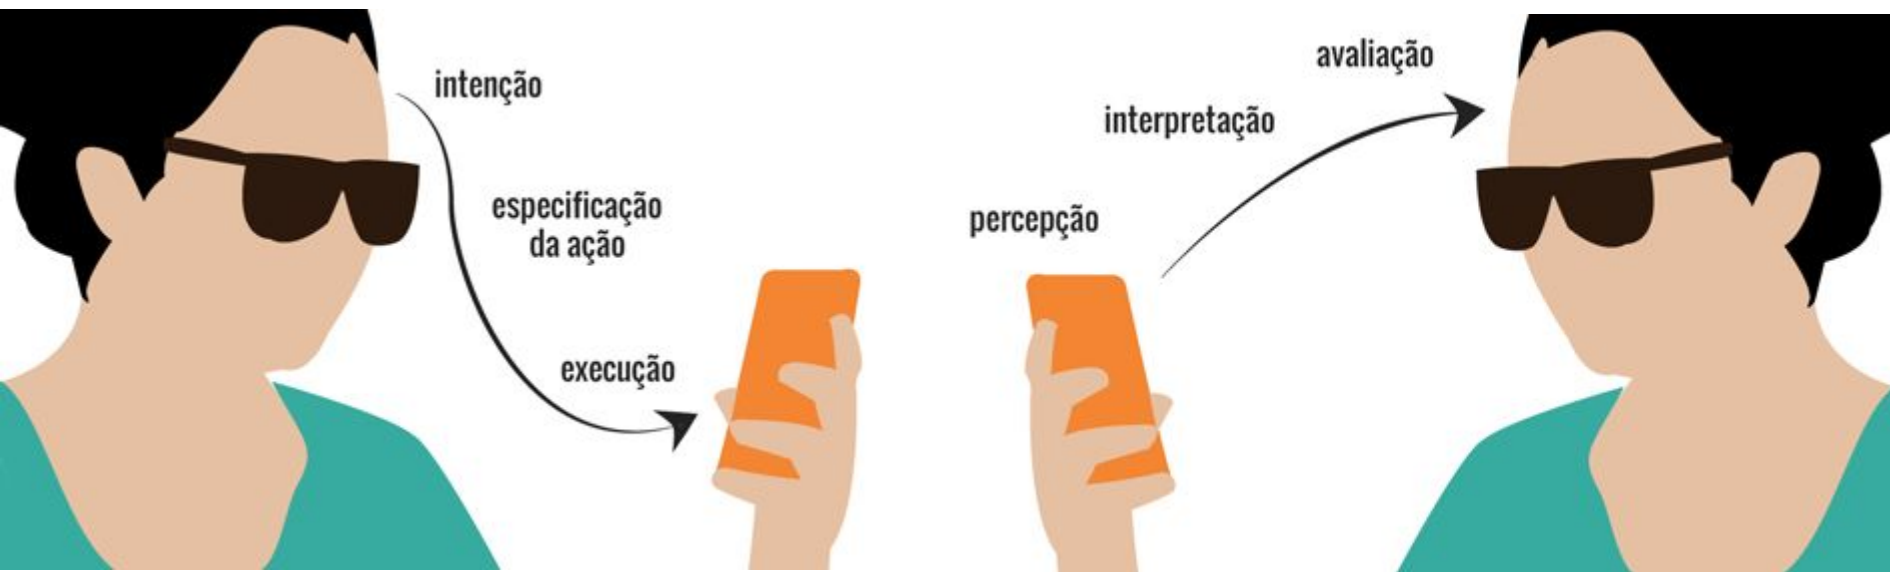 intenção
especificação
da ação
execução
percepção
interpretação
avaliação